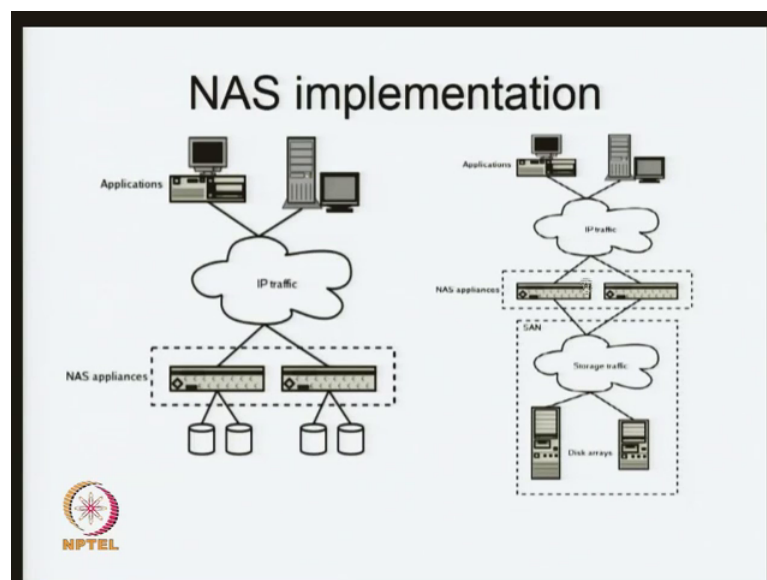 NAS implementation
Applications
IP traffic
NAS appliances
Applications
IP traffic
NAS appliances
SAN
Storage traffic
Disk arrays
NPTEL